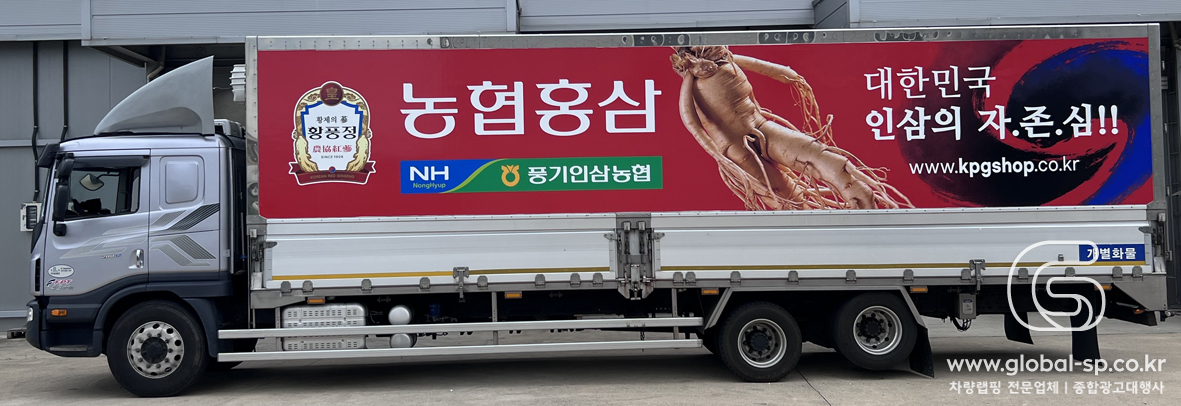 황제의 蔘
황풍정
農協紅蔘
SINCE 1908
농협홍삼
NH
NongHyup
풍기인삼농협
대한민국
인삼의 자.존.심!!
www.kpgshop.co.kr
개별화물
www.global-sp.co.kr
차량랩핑 전문업체 | 종합광고대행사